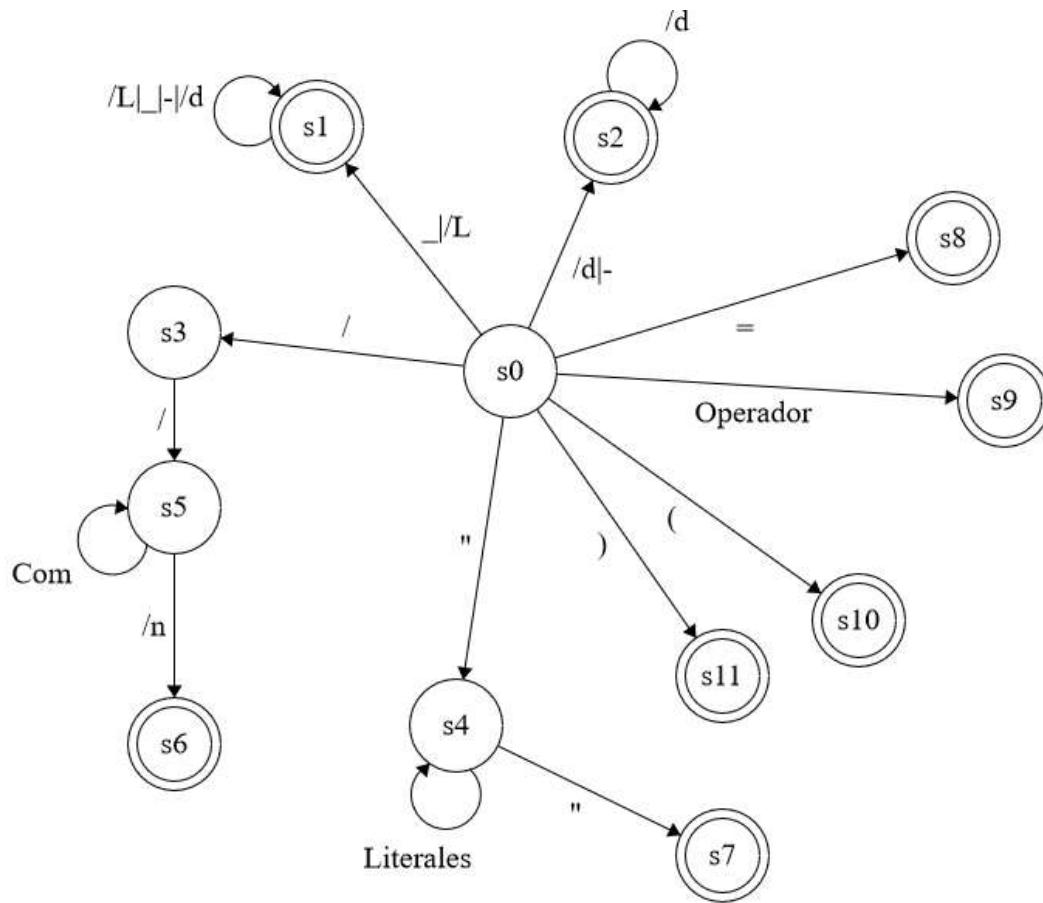 /d
/L|_|-|/d
s1
s2
s8
_|/L
/d|-
s3
/
s0
=
s9
Operador
/
s5
"
)
(
Com
s10
/n
s11
s4
s6
"
Literales
s7